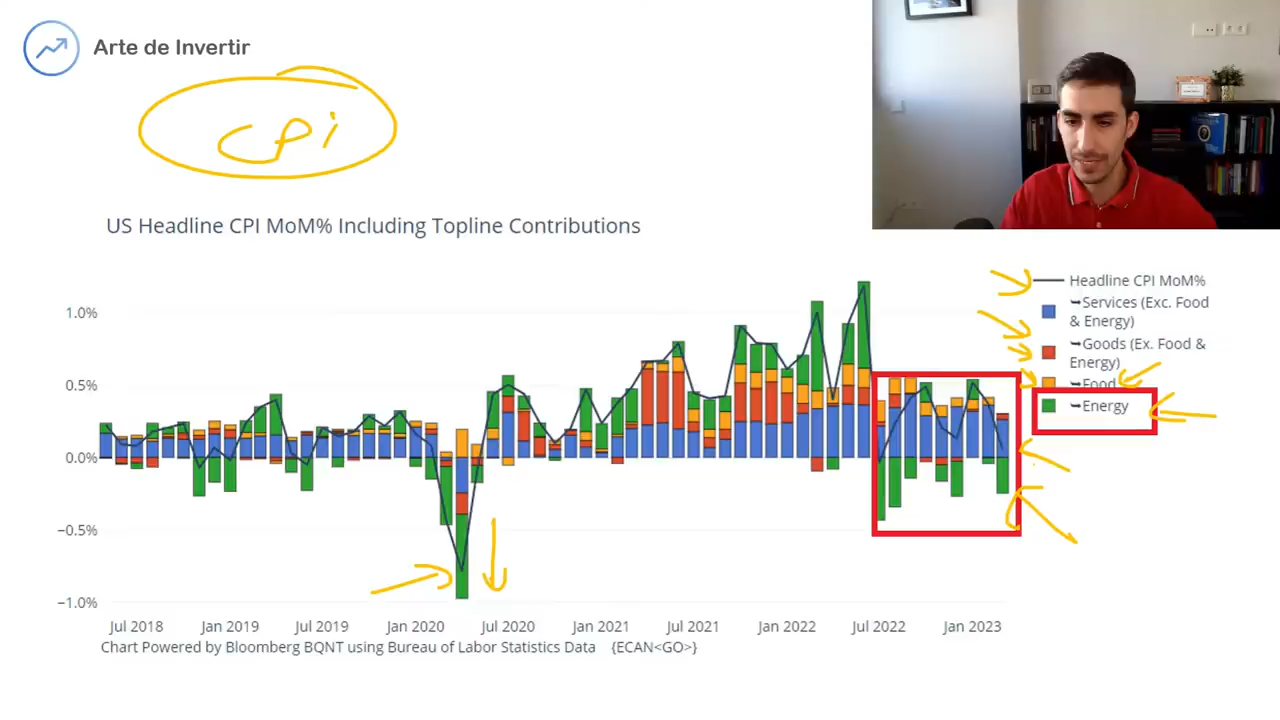 Arte de Invertir
CPi
US Headline CPI MoM% Including Topline Contributions
Headline CPI MoM%
Services (Exc. Food
& Energy)
Goods (Ex. Food &
Energy)
Food
Energy
1.0%
0.5%
0.0%
−0.5%
−1.0%
Jul 2018 Jan 2019 Jul 2019 Jan 2020 Jul 2020 Jan 2021 Jul 2021 Jan 2022 Jul 2022 Jan 2023
Chart Powered by Bloomberg BQNT using Bureau of Labor Statistics Data {ECAN<GO>}